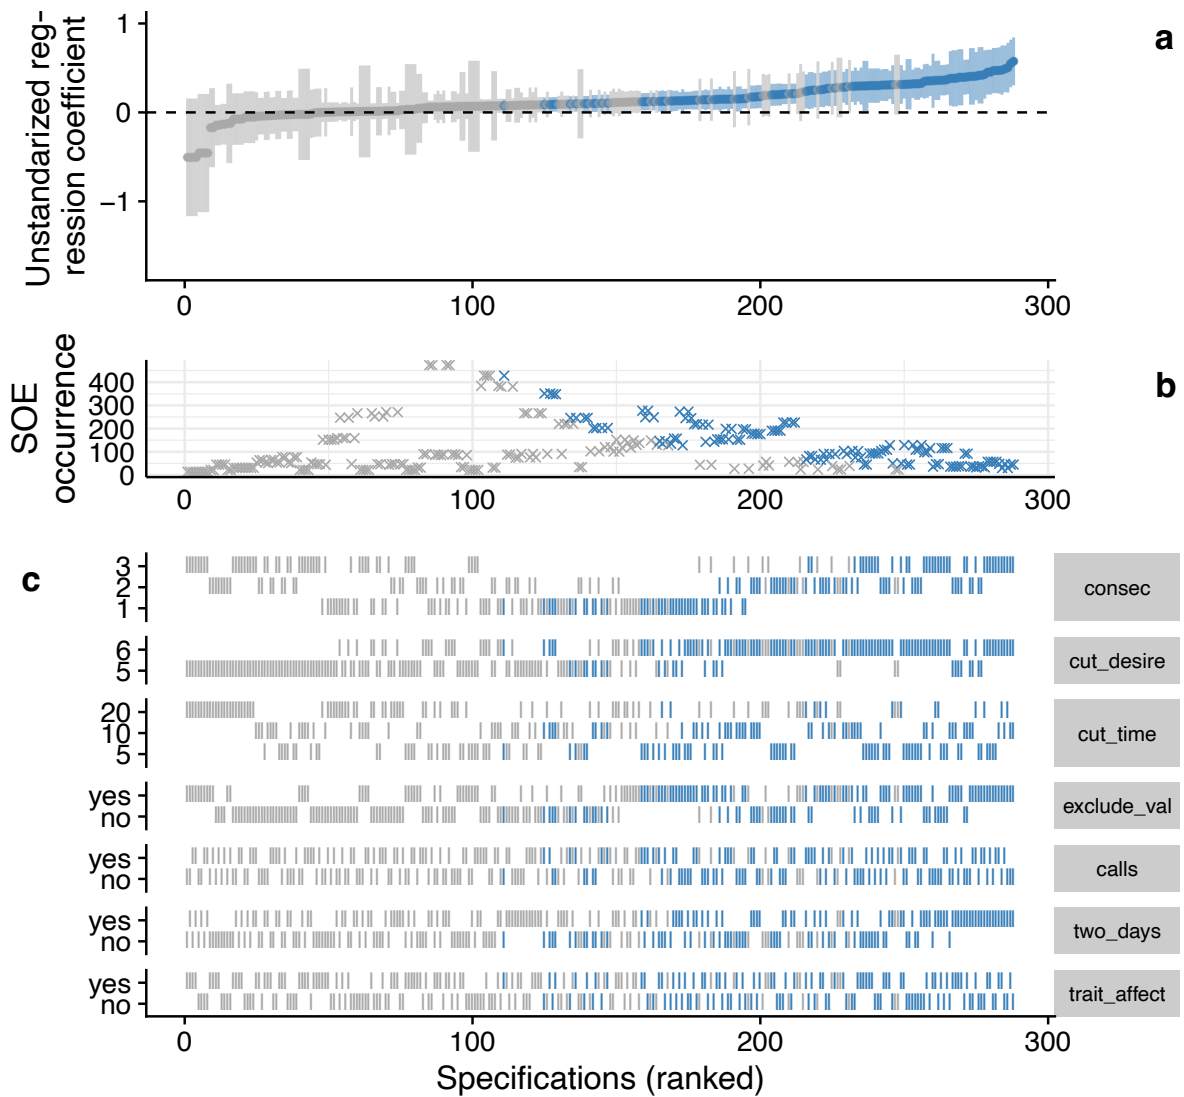 a
Unstandarized reg-
ression coefficient
1
0
−1
0 100 200 300
b
SOE
occurrence
400
300
200
100
0
0 100 200 300
c
3
2
1
consec
6
5
cut_desire
20
10
5
cut_time
yes
no
exclude_val
yes
no
calls
yes
no
two_days
yes
no
trait_affect
0 100 200 300
Specifications (ranked)